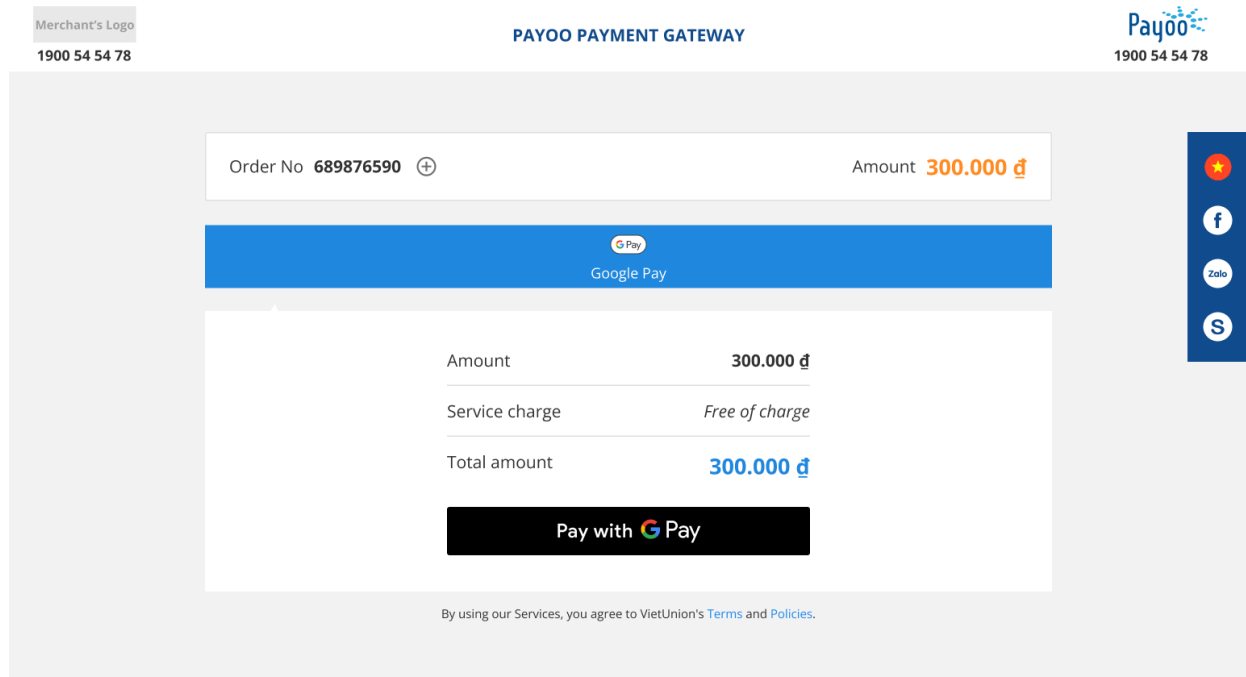 Merchant's Logo
1900 54 54 78
PAYOO PAYMENT GATEWAY
Payoo
1900 54 54 78
Order No 689876590
Amount 300.000 ₫
G Pay
Google Pay
f
Zalo
S
Amount 300.000 ₫
Service charge Free of charge
Total amount 300.000 ₫
Pay with G Pay
By using our Services, you agree to VietUnion's Terms and Policies.